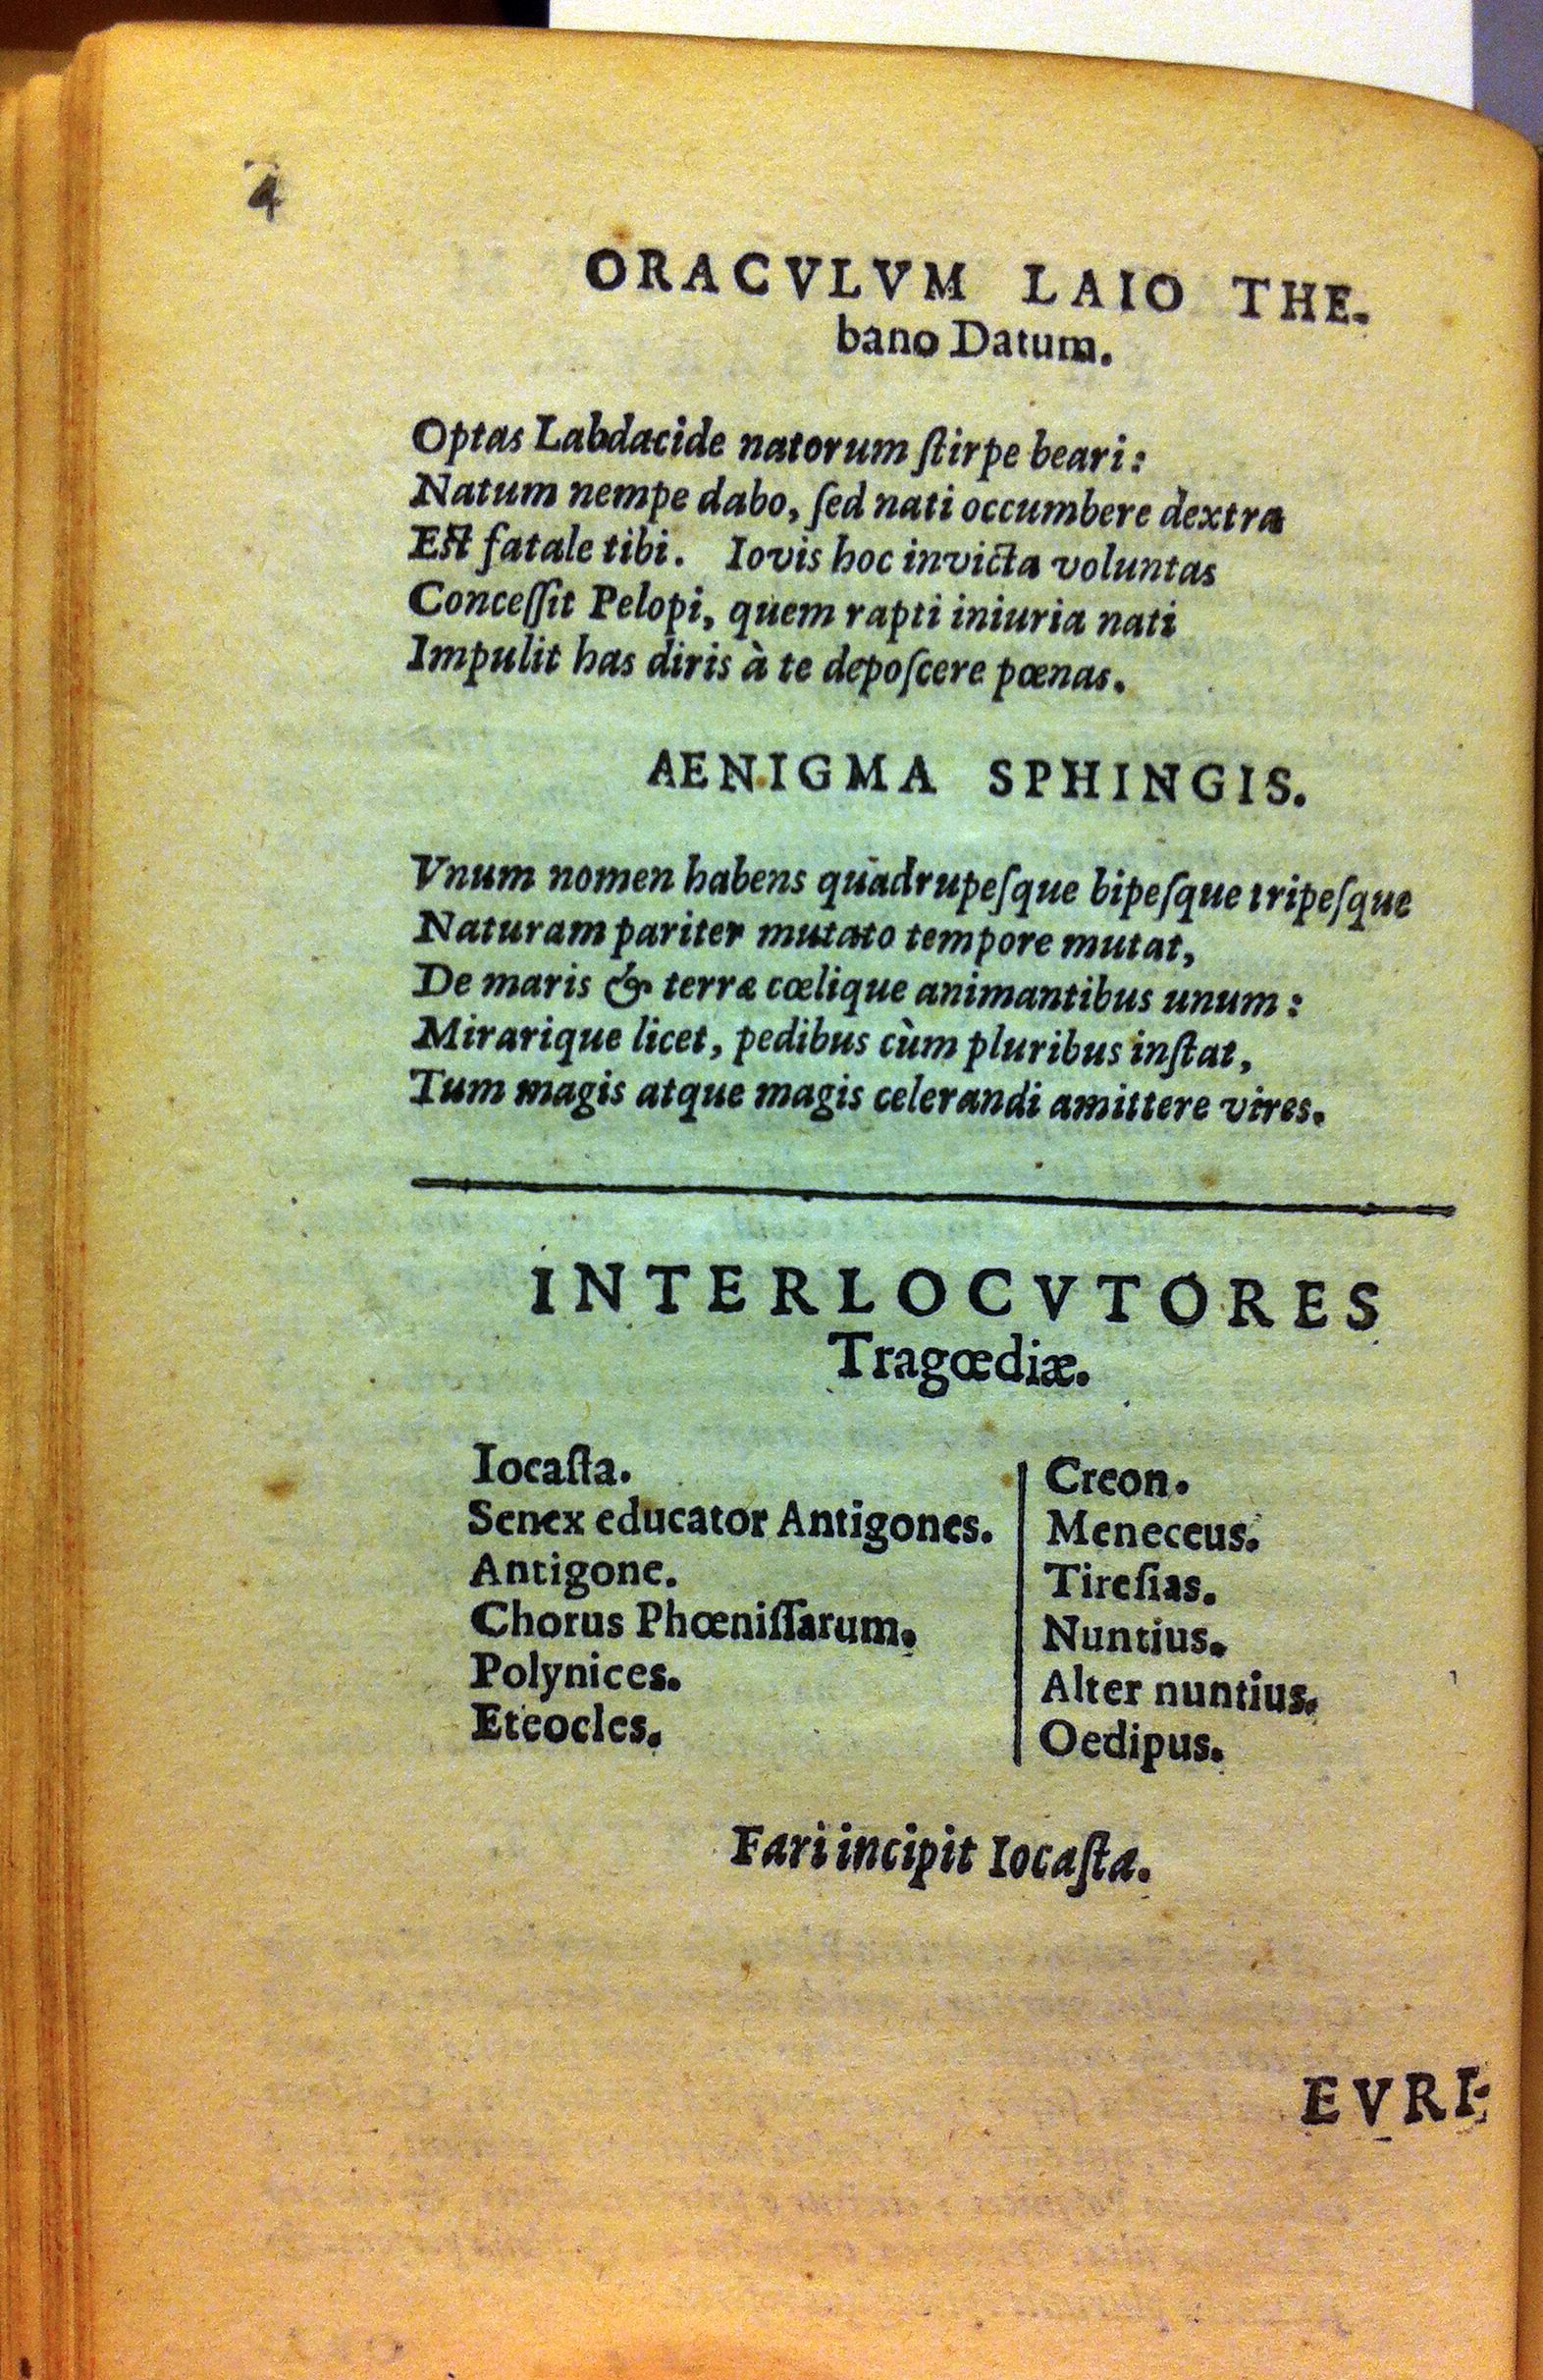 4
ORACVLVM LAIO THE-
bano Datum.
Optas Labdacide natorum ſtirpe beari:
Natum nempe dabo, ſed nati occumbere dextra
Eſt fatale tibi. Iovis hoc invicta voluntas
Conceſſit Pelopi, quem rapti iniuria nati
Impulit has diris à te depoſcere pœnas.
AENIGMA SPHINGIS.
Vnum nomen habens quadrupeſque bipeſque tripeſque
Naturam pariter mutato tempore mutat,
De maris & terræ cœlique animantibus unum:
Mirarique licet, pedibus cùm pluribus inſtat,
Tum magis atque magis celerandi amittere vires.
INTERLOCVTORES
Tragœdiæ.
Iocaſta.
Senex educator Antigones.
Antigone.
Chorus Phœniſſarum.
Polynices.
Eteocles.
Creon.
Meneceus.
Tireſias.
Nuntius.
Alter nuntius.
Oedipus.
Fari incipit Iocaſta.
EVRI-